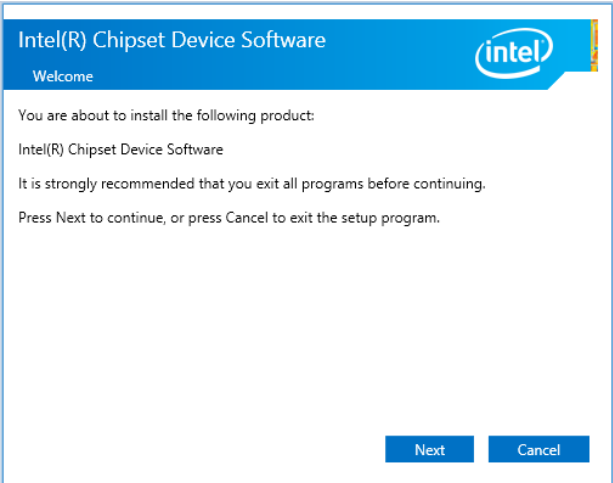 Intel(R) Chipset Device Software
intel
Welcome
You are about to install the following product:
Intel(R) Chipset Device Software
It is strongly recommended that you exit all programs before continuing.
Press Next to continue, or press Cancel to exit the setup program.
Next
Cancel